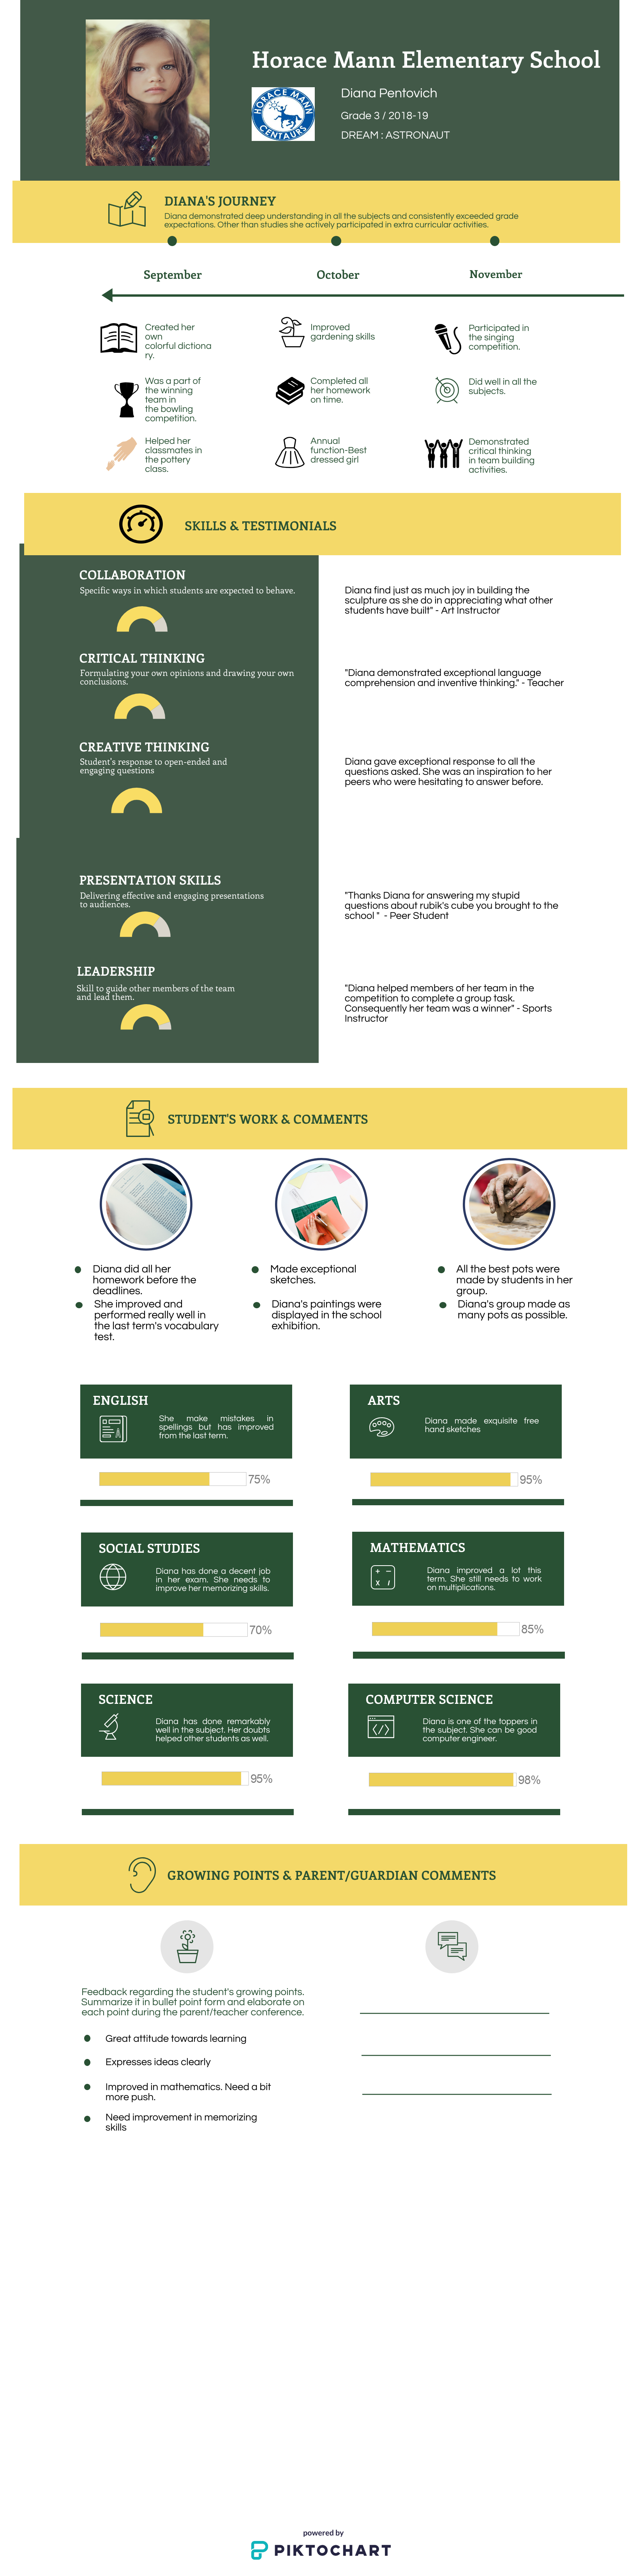 Horace Mann Elementary School
HORACE MANN
CENTAURS
Diana Pentovich
Grade 3 / 2018-19
DREAM : ASTRONAUT
DIANA'S JOURNEY
Diana demonstrated deep understanding in all the subjects and consistently exceeded grade
expectations. Other than studies she actively participated in extra curricular activities.
September
October
November
Created her
own
colorful dictiona
ry.
Improved
gardening skills
Participated in
the singing
competition.
Was a part of
the winning
team in
the bowling
competition.
Completed all
her homework
on time.
Did well in all the
subjects.
Helped her
classmates in
the pottery
class.
Annual
function-Best
dressed girl
Demonstrated
critical thinking
in team building
activities.
SKILLS & TESTIMONIALS
COLLABORATION
Specific ways in which students are expected to behave.
Diana find just as much joy in building the
sculpture as she do in appreciating what other
students have built" - Art Instructor
CRITICAL THINKING
Formulating your own opinions and drawing your own
conclusions.
"Diana demonstrated exceptional language
comprehension and inventive thinking." - Teacher
CREATIVE THINKING
Student's response to open-ended and
engaging questions
Diana gave exceptional response to all the
questions asked. She was an inspiration to her
peers who were hesitating to answer before.
PRESENTATION SKILLS
Delivering effective and engaging presentations
to audiences.
"Thanks Diana for answering my stupid
questions about rubik's cube you brought to the
school " - Peer Student
LEADERSHIP
Skill to guide other members of the team
and lead them.
"Diana helped members of her team in the
competition to complete a group task.
Consequently her team was a winner" - Sports
Instructor
STUDENT'S WORK & COMMENTS
Diana did all her
homework before the
deadlines.
She improved and
performed really well in
the last term's vocabulary
test.
Made exceptional
sketches.
Diana's paintings were
displayed in the school
exhibition.
All the best pots were
made by students in her
group.
Diana's group made as
many pots as possible.
ENGLISH
She make mistakes in
spellings but has improved
from the last term.
75%
ARTS
Diana made exquisite free
hand sketches
95%
SOCIAL STUDIES
Diana has done a decent job
in her exam. She needs to
improve her memorizing skills.
70%
MATHEMATICS
Diana improved a lot this
term. She still needs to work
on multiplications.
85%
SCIENCE
Diana has done remarkably
well in the subject. Her doubts
helped other students as well.
95%
COMPUTER SCIENCE
Diana is one of the toppers in
the subject. She can be good
computer engineer.
98%
GROWING POINTS & PARENT/GUARDIAN COMMENTS
Feedback regarding the student's growing points.
Summarize it in bullet point form and elaborate on
each point during the parent/teacher conference.
Great attitude towards learning
Expresses ideas clearly
Improved in mathematics. Need a bit
more push.
Need improvement in memorizing
skills
powered by
PIKTOCHART